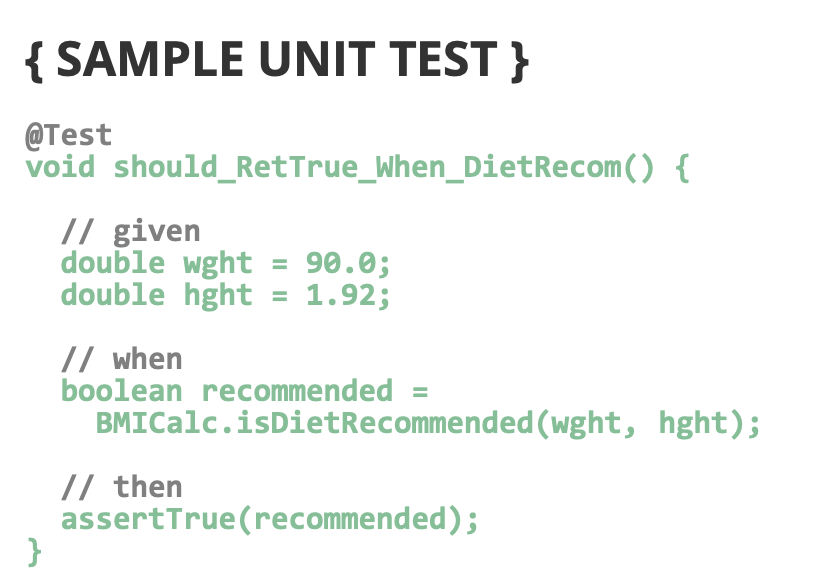 { SAMPLE UNIT TEST }
@Test
void should_RetTrue_When_DietRecom() {
// given
double wght = 90.0;
double hght = 1.92;
// when
boolean recommended =
BMICalc.isDietRecommended(wght, hght);
// then
assertTrue(recommended);
}